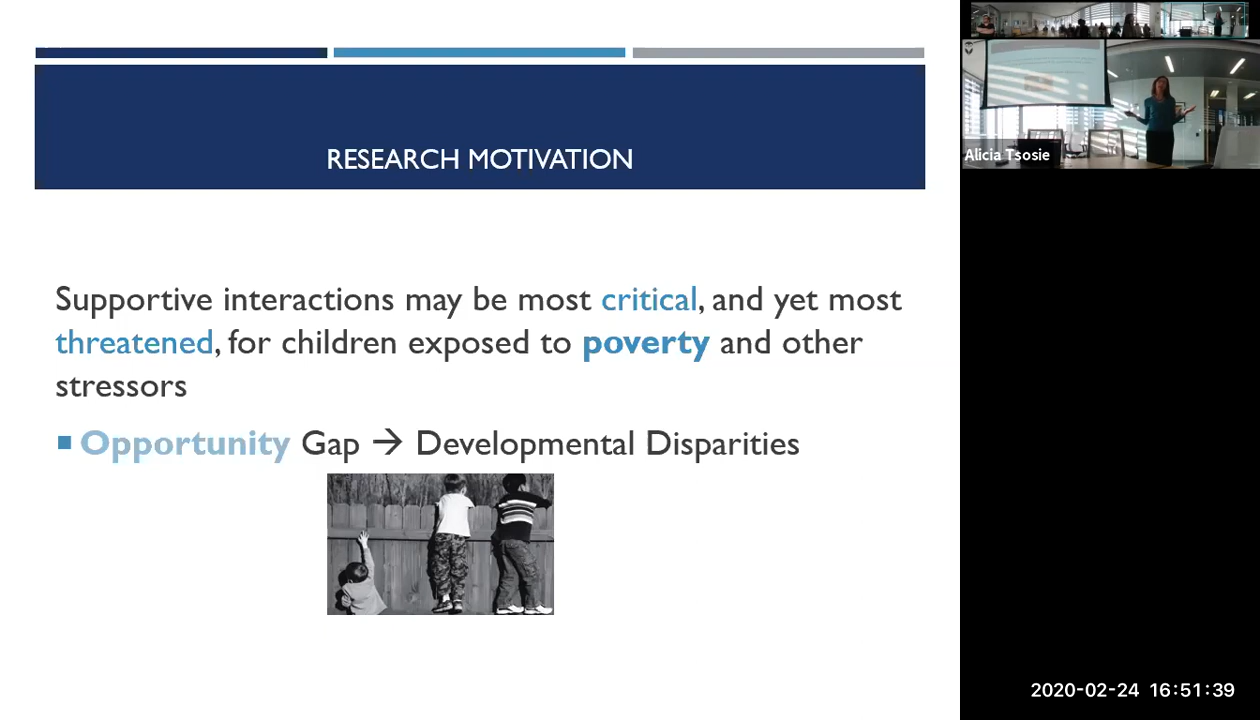 RESEARCH MOTIVATION
Supportive interactions may be most critical, and yet most
threatened, for children exposed to poverty and other
stressors
Opportunity Gap → Developmental Disparities
Alicia Tsosie
2020-02-24 16:51:39